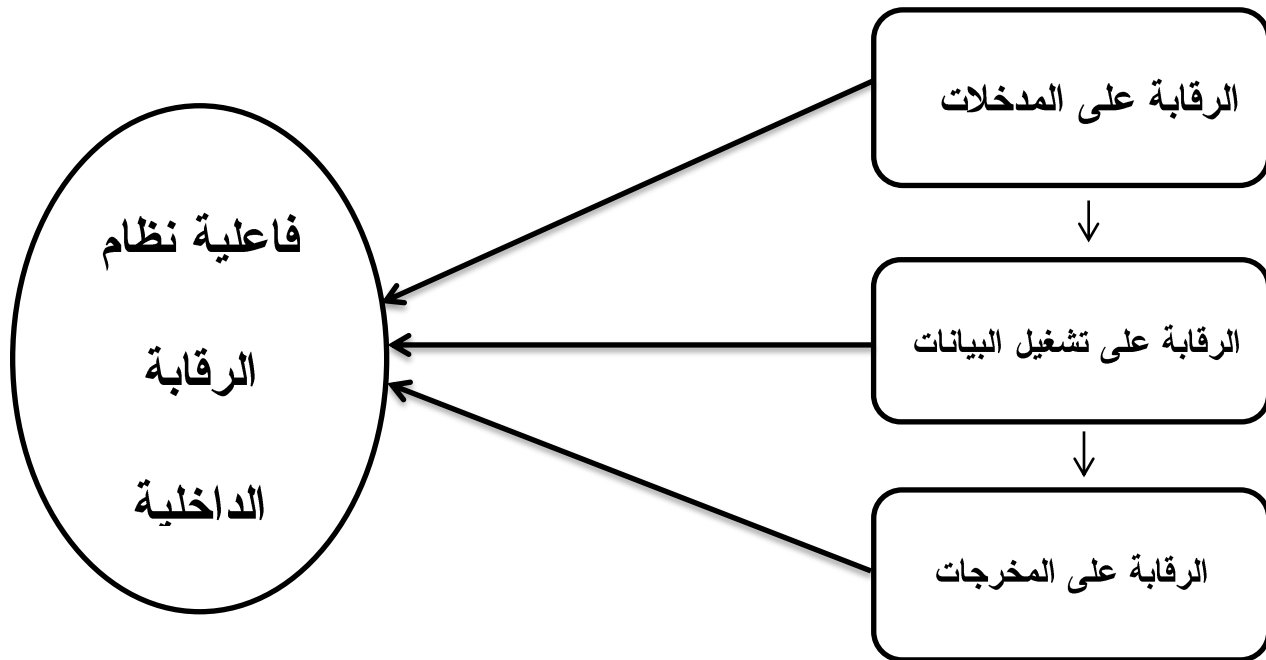 الرقابة على المدخلات
الرقابة على تشغيل البيانات
الرقابة على المخرجات
فاعلية نظام
الرقابة
الداخلية